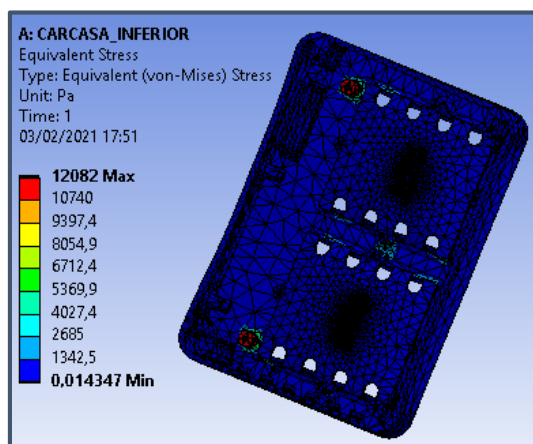 A: CARCASA_INFERIOR
Equivalent Stress
Type: Equivalent (von-Mises) Stress
Unit: Pa
Time: 1
03/02/2021 17:51
12082 Max
10740
9397,4
8054,9
6712,4
5369,9
4027,4
2685
1342,5
0,014347 Min